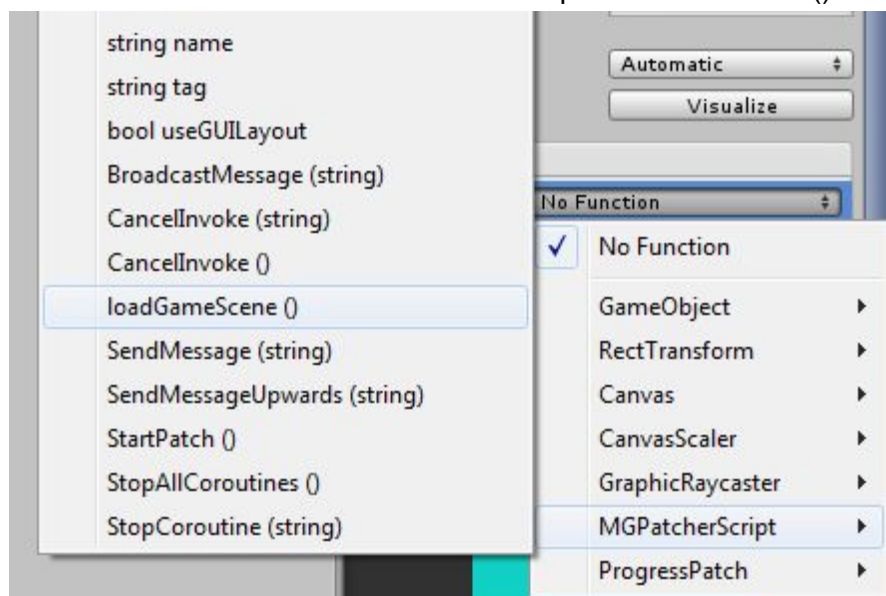 ()
string name
string tag
bool useGUILayout
BroadcastMessage (string)
CancelInvoke (string)
CancelInvoke ()
loadGameScene ()
SendMessage (string)
SendMessageUpwards (string)
StartPatch ()
StopAllCoroutines ()
StopCoroutine (string)
Automatic
Visualize
No Function
No Function
GameObject
RectTransform
Canvas
CanvasScaler
GraphicRaycaster
MGPatcherScript
ProgressPatch